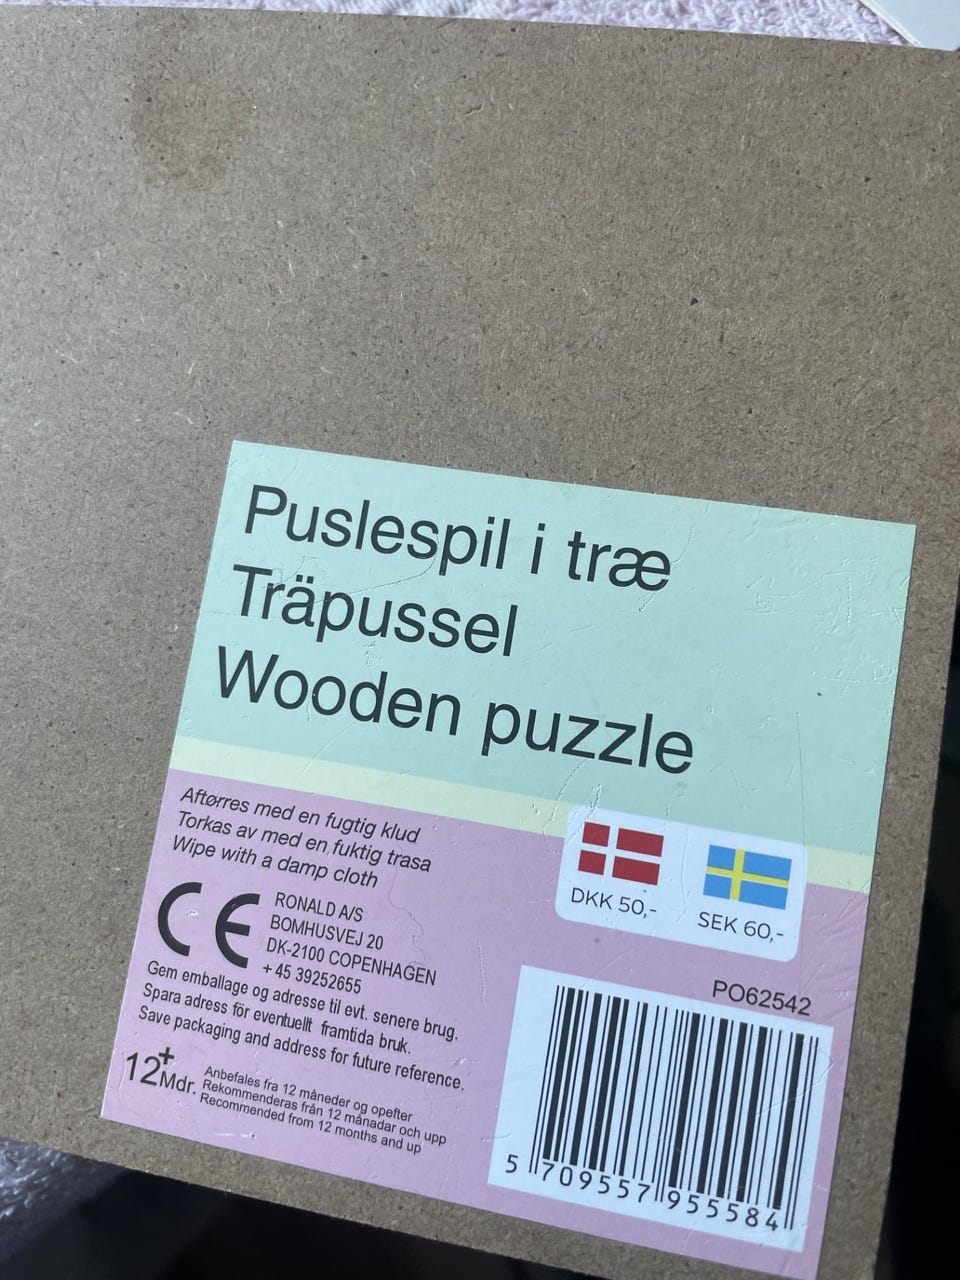 Puslespil i træ
Träpussel
Wooden puzzle
Aftørres med en fugtig klud
Torkas av med en fuktig trasa
Wipe with a damp cloth
DKK 50,-
SEK 60,-
CE
RONALD A/S
BOMHUSVEJ 20
DK-2100 COPENHAGEN
+ 45 39252655
Gem emballage og adresse til evt. senere brug.
Spara adress för eventuellt framtida bruk.
Save packaging and address for future reference.
12+ Mdr.
Anbefales fra 12 måneder og opefter
Rekommenderas från 12 månadar och upp
Recommended from 12 months and up
PO62542
5 709557 955584